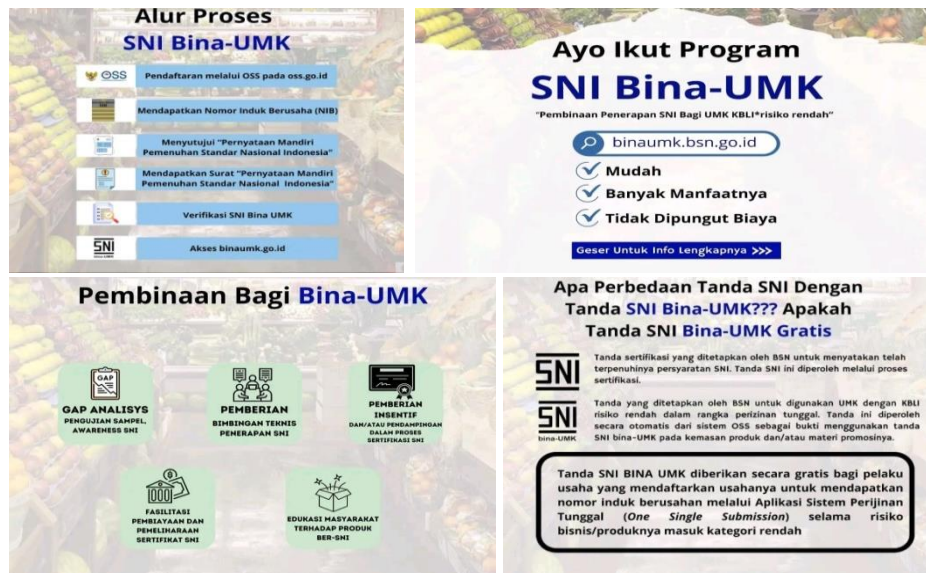 Alur Proses
SNI Bina-UMK
OSS
Pendaftaran melalui OSS pada oss.go.id
Mendapatkan Nomor Induk Berusaha (NIB)
Menyutujui “Pernyataan Mandiri
Pemenuhan Standar Nasional Indonesia”
Mendapatkan Surat “Pernyataan Mandiri
Pemenuhan Standar Nasional Indonesia”
Verifikasi SNI Bina UMK
SNI
bina-UMK
Akses binaumk.go.id
Ayo Ikut Program
SNI Bina-UMK
"Pembinaan Penerapan SNI Bagi UMK KBLI*risiko rendah"
binaumk.bsn.go.id
Mudah
Banyak Manfaatnya
Tidak Dipungut Biaya
Geser Untuk Info Lengkapnya >>>
Pembinaan Bagi Bina-UMK
GAP
GAP ANALISYS
PENGUJIAN SAMPEL,
AWARENESS SNI
PEMBERIAN
BIMBINGAN TEKNIS
PENERAPAN SNI
PEMBERIAN
INSENTIF
DAN/ATAU PENDAMPINGAN
DALAM PROSES
SERTIFIKASI SNI
FASILITASI
PEMBIAYAAN DAN
PEMELIHARAAN
SERTIFIKAT SNI
EDUKASI MASYARAKAT
TERHADAP PRODUK
BER-SNI
Apa Perbedaan Tanda SNI Dengan
Tanda SNI Bina-UMK??? Apakah
Tanda SNI Bina-UMK Gratis
SNI
Tanda sertifikasi yang ditetapkan oleh BSN untuk menyatakan telah
terpenuhinya persyaratan SNI. Tanda SNI ini diperoleh melalui proses
sertifikasi.
SNI
bina-UMK
Tanda yang ditetapkan oleh BSN untuk digunakan UMK dengan KBLI
risiko rendah dalam rangka perizinan tunggal. Tanda ini diperoleh
secara otomatis dari sistem OSS sebagai bukti menggunakan tanda
SNI bina-UMK pada kemasan produk dan/atau materi promosinya.
Tanda SNI BINA UMK diberikan secara gratis bagi pelaku
usaha yang mendaftarkan usahanya untuk mendapatkan
nomor induk berusahan melalui Aplikasi Sistem Perijinan
Tunggal (One Single Submission) selama risiko
bisnis/produknya masuk kategori rendah